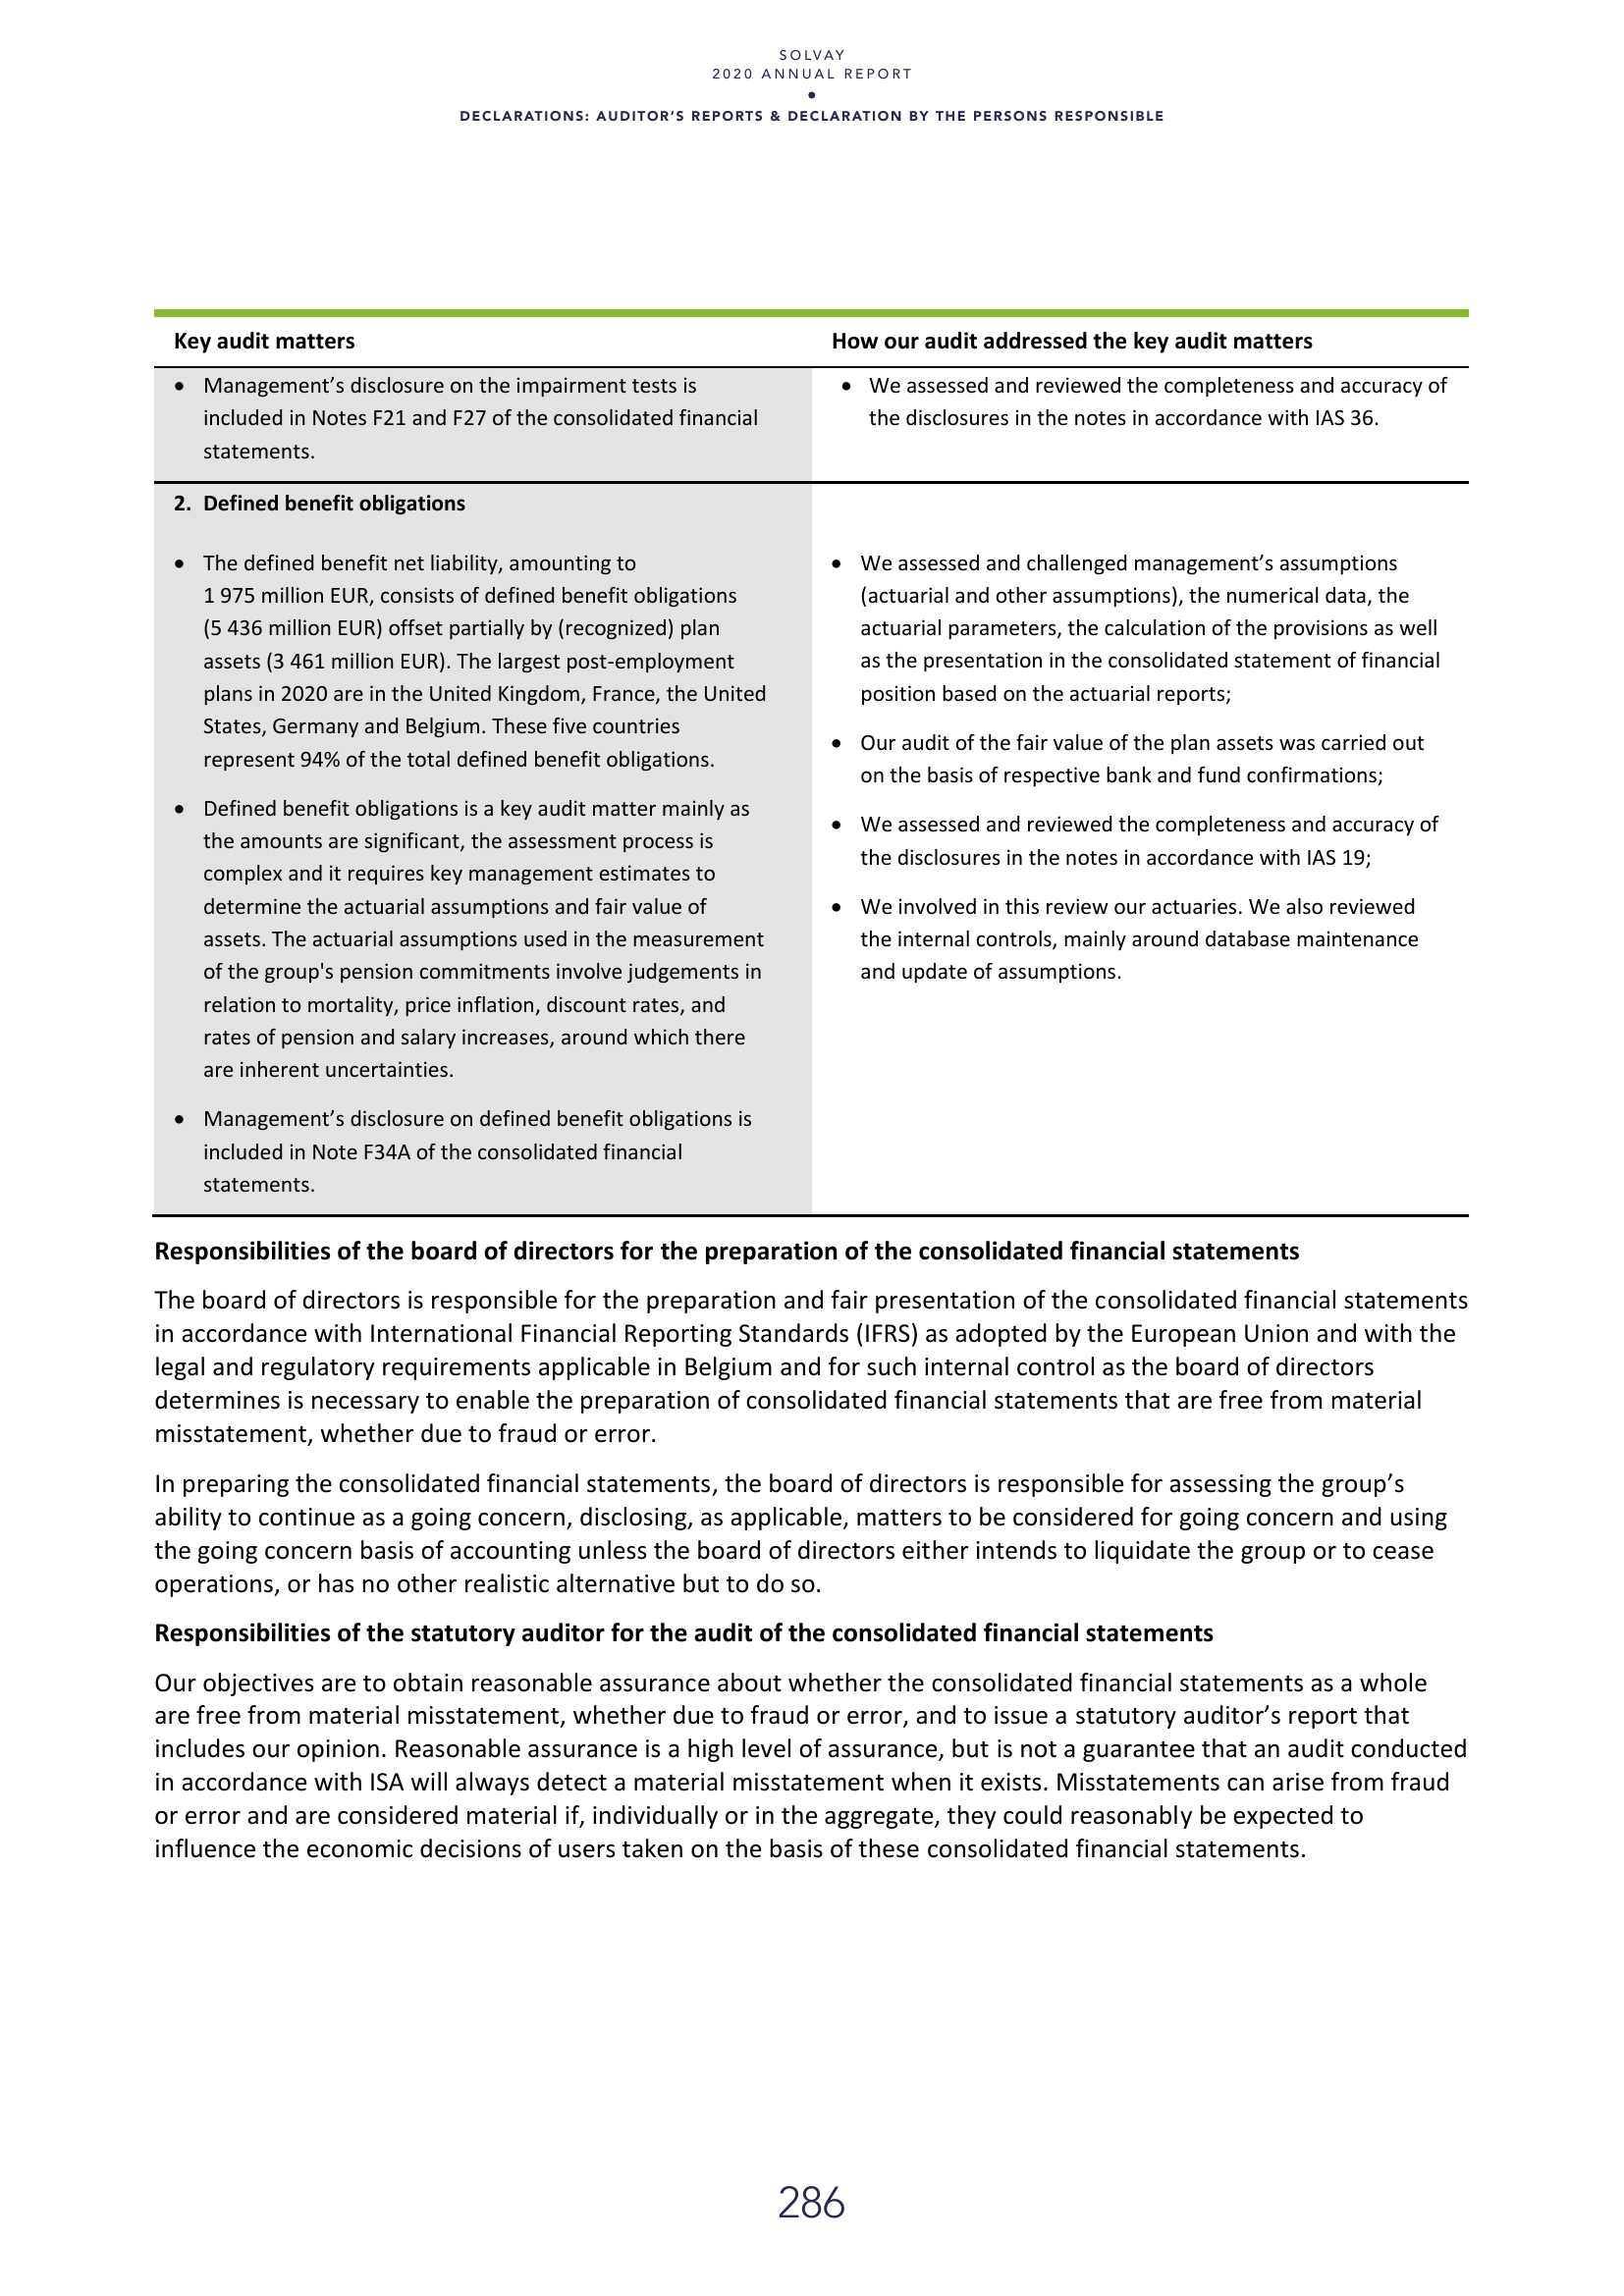 SOLVAY
2020 ANNUAL REPORT
•
DECLARATIONS: AUDITOR'S REPORTS & DECLARATION BY THE PERSONS RESPONSIBLE
Key audit matters
How our audit addressed the key audit matters
• Management's disclosure on the impairment tests is
included in Notes F21 and F27 of the consolidated financial
statements.
• We assessed and reviewed the completeness and accuracy of
the disclosures in the notes in accordance with IAS 36.
2. Defined benefit obligations
• The defined benefit net liability, amounting to
1 975 million EUR, consists of defined benefit obligations
(5 436 million EUR) offset partially by (recognized) plan
assets (3 461 million EUR). The largest post-employment
plans in 2020 are in the United Kingdom, France, the United
States, Germany and Belgium. These five countries
represent 94% of the total defined benefit obligations.
• Defined benefit obligations is a key audit matter mainly as
the amounts are significant, the assessment process is
complex and it requires key management estimates to
determine the actuarial assumptions and fair value of
assets. The actuarial assumptions used in the measurement
of the group's pension commitments involve judgements in
relation to mortality, price inflation, discount rates, and
rates of pension and salary increases, around which there
are inherent uncertainties.
• Management's disclosure on defined benefit obligations is
included in Note F34A of the consolidated financial
statements.
• We assessed and challenged management's assumptions
(actuarial and other assumptions), the numerical data, the
actuarial parameters, the calculation of the provisions as well
as the presentation in the consolidated statement of financial
position based on the actuarial reports;
• Our audit of the fair value of the plan assets was carried out
on the basis of respective bank and fund confirmations;
• We assessed and reviewed the completeness and accuracy of
the disclosures in the notes in accordance with IAS 19;
• We involved in this review our actuaries. We also reviewed
the internal controls, mainly around database maintenance
and update of assumptions.
Responsibilities of the board of directors for the preparation of the consolidated financial statements
The board of directors is responsible for the preparation and fair presentation of the consolidated financial statements
in accordance with International Financial Reporting Standards (IFRS) as adopted by the European Union and with the
legal and regulatory requirements applicable in Belgium and for such internal control as the board of directors
determines is necessary to enable the preparation of consolidated financial statements that are free from material
misstatement, whether due to fraud or error.
In preparing the consolidated financial statements, the board of directors is responsible for assessing the group's
ability to continue as a going concern, disclosing, as applicable, matters to be considered for going concern and using
the going concern basis of accounting unless the board of directors either intends to liquidate the group or to cease
operations, or has no other realistic alternative but to do so.
Responsibilities of the statutory auditor for the audit of the consolidated financial statements
Our objectives are to obtain reasonable assurance about whether the consolidated financial statements as a whole
are free from material misstatement, whether due to fraud or error, and to issue a statutory auditor's report that
includes our opinion. Reasonable assurance is a high level of assurance, but is not a guarantee that an audit conducted
in accordance with ISA will always detect a material misstatement when it exists. Misstatements can arise from fraud
or error and are considered material if, individually or in the aggregate, they could reasonably be expected to
influence the economic decisions of users taken on the basis of these consolidated financial statements.
286